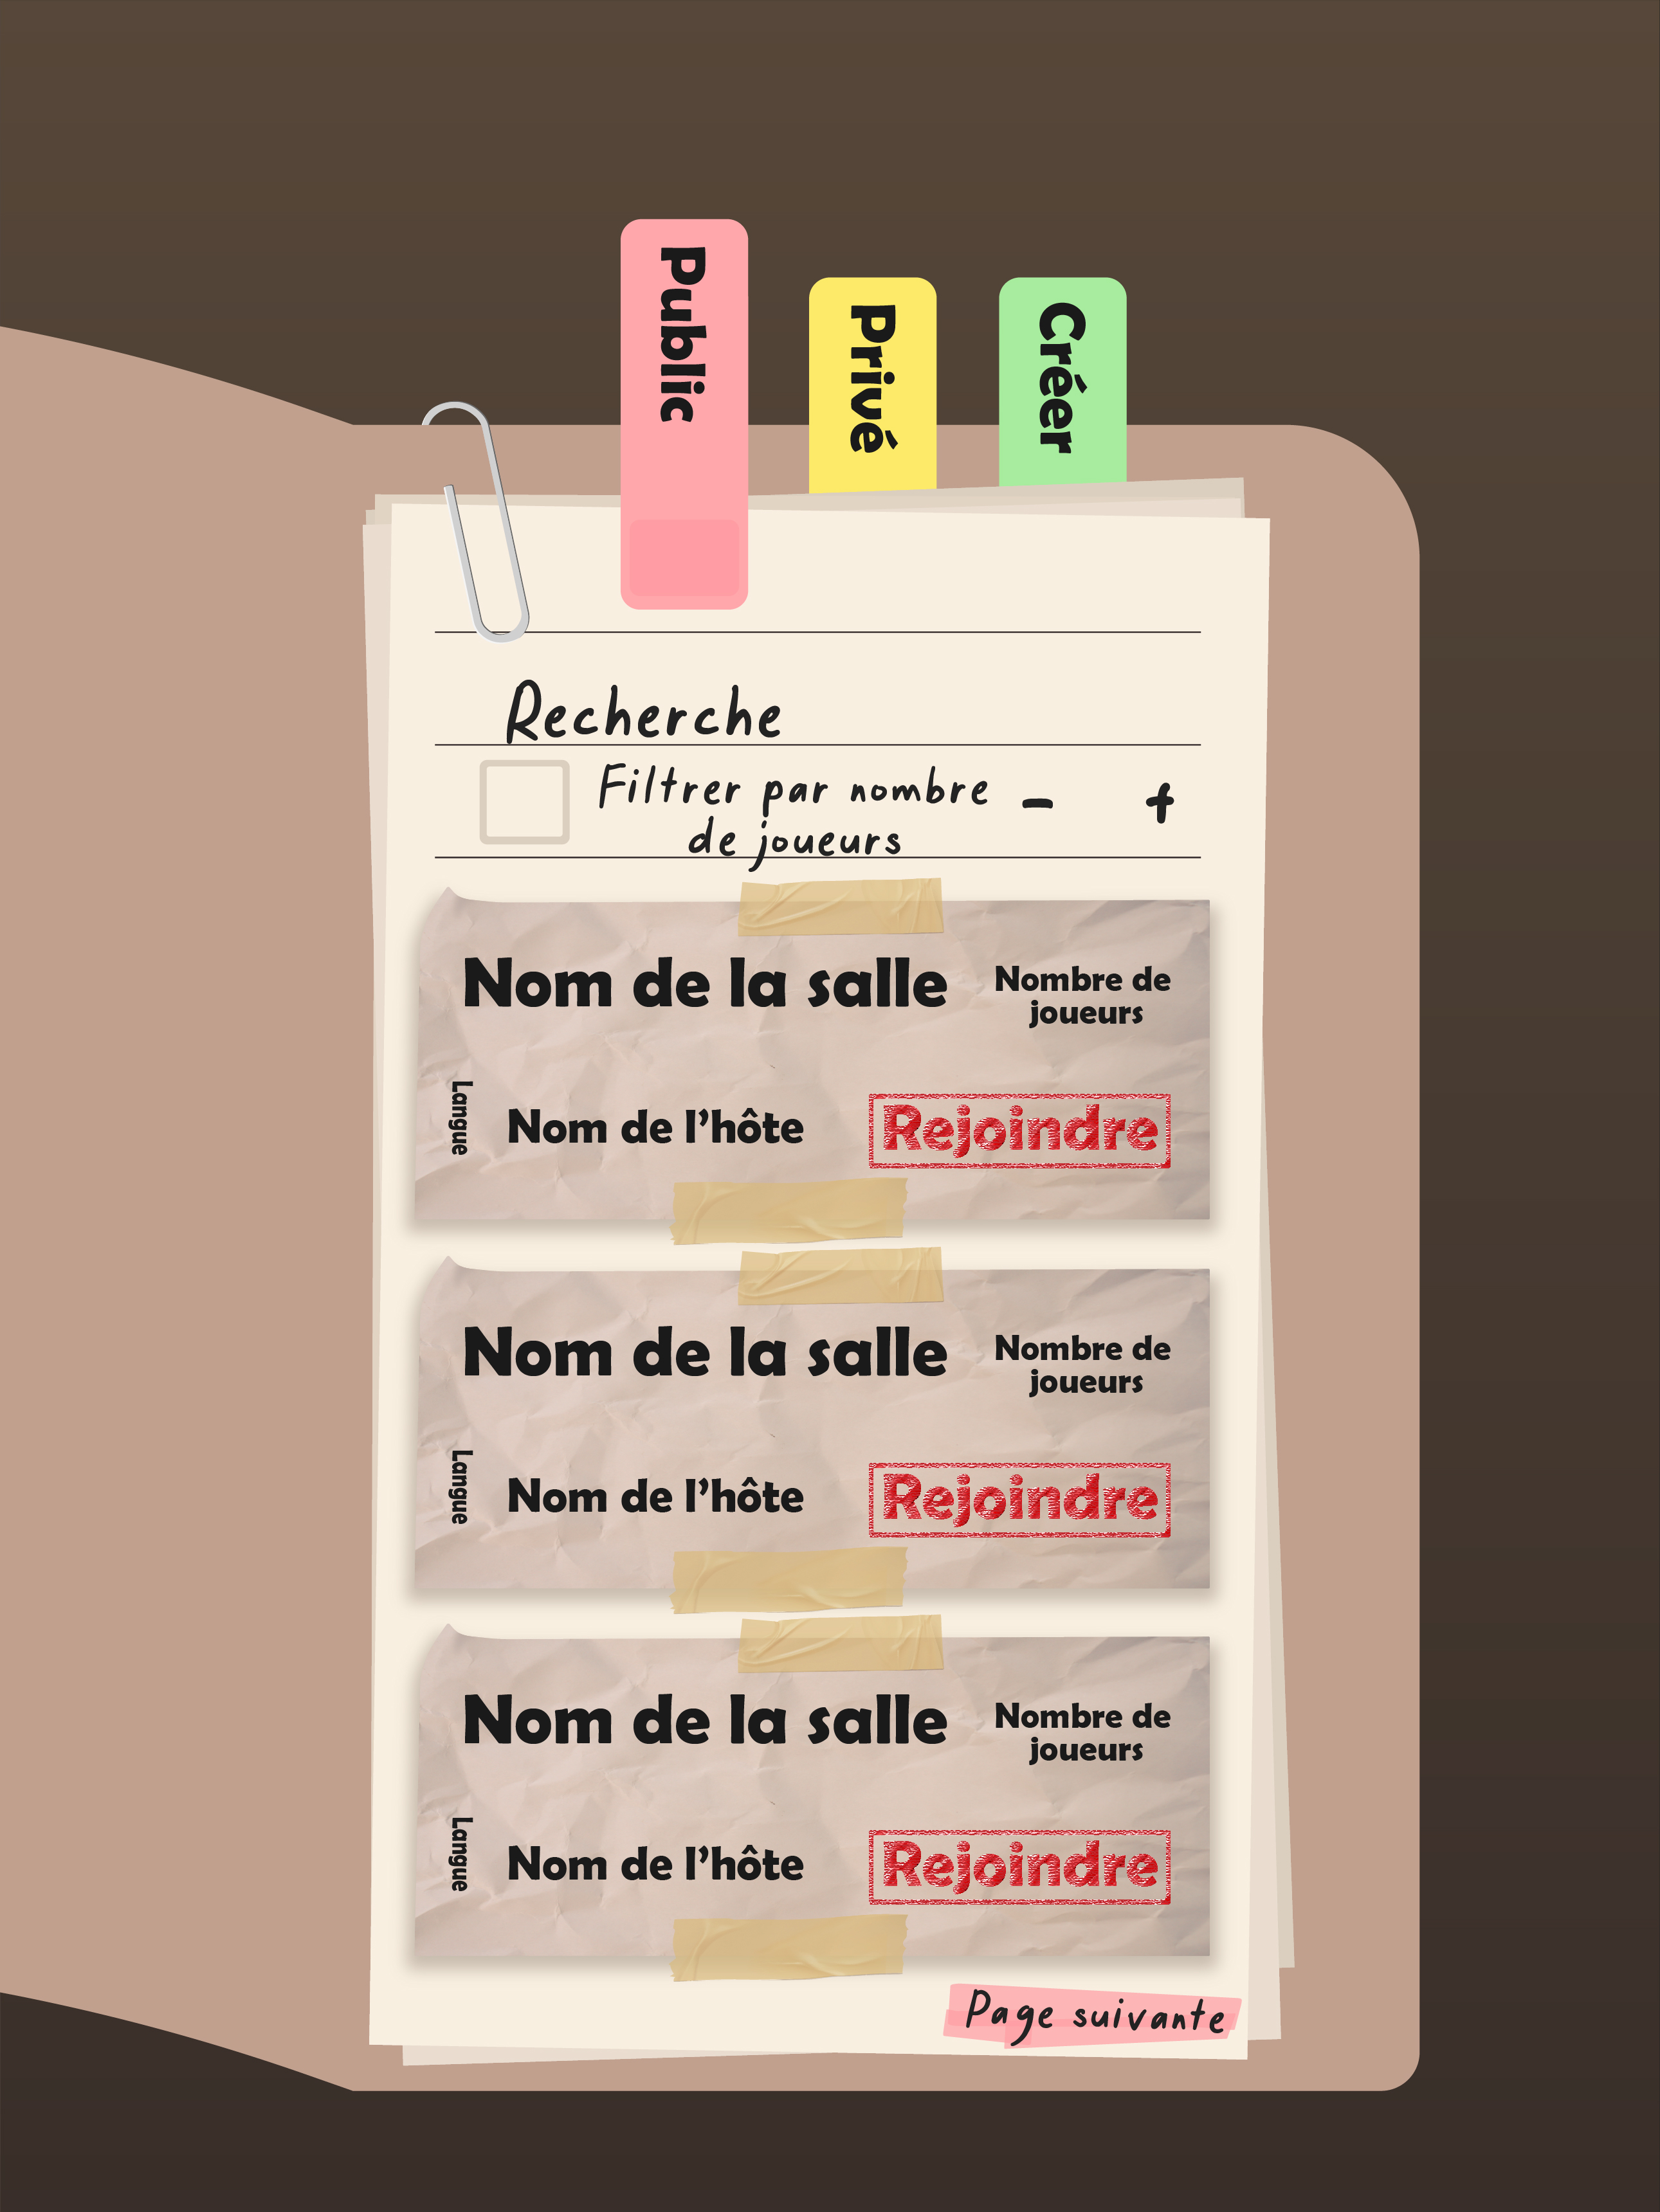 Public
Privé
Créer
Recherche
Filtrer par nombre
de joueurs
- +
Nom de la salle
Nombre de
joueurs
Langue
Nom de l'hôte
Rejoindre
Nom de la salle
Nombre de
joueurs
Langue
Nom de l'hôte
Rejoindre
Nom de la salle
Nombre de
joueurs
Langue
Nom de l'hôte
Rejoindre
Page suivante